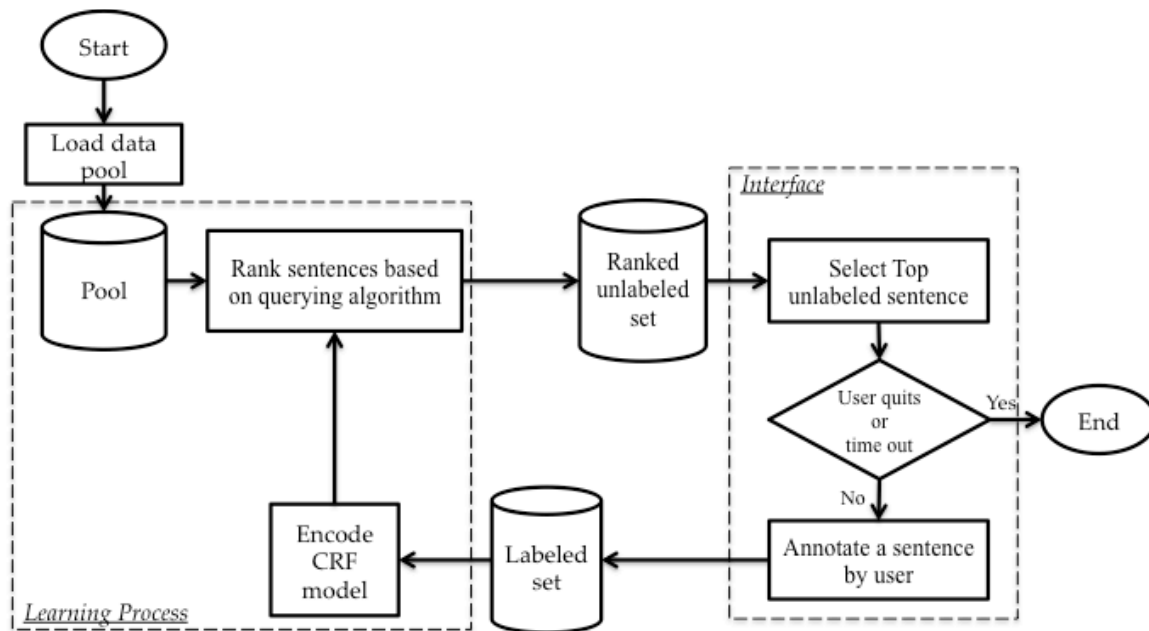 Start
Load data
pool
Interface
Pool
Rank sentences based
on querying algorithm
Ranked
unlabeled
set
Select Top
unlabeled sentence
User quits
or
time out
Yes
End
No
Encode
CRF
model
Labeled
set
Annotate a sentence
by user
Learning Process